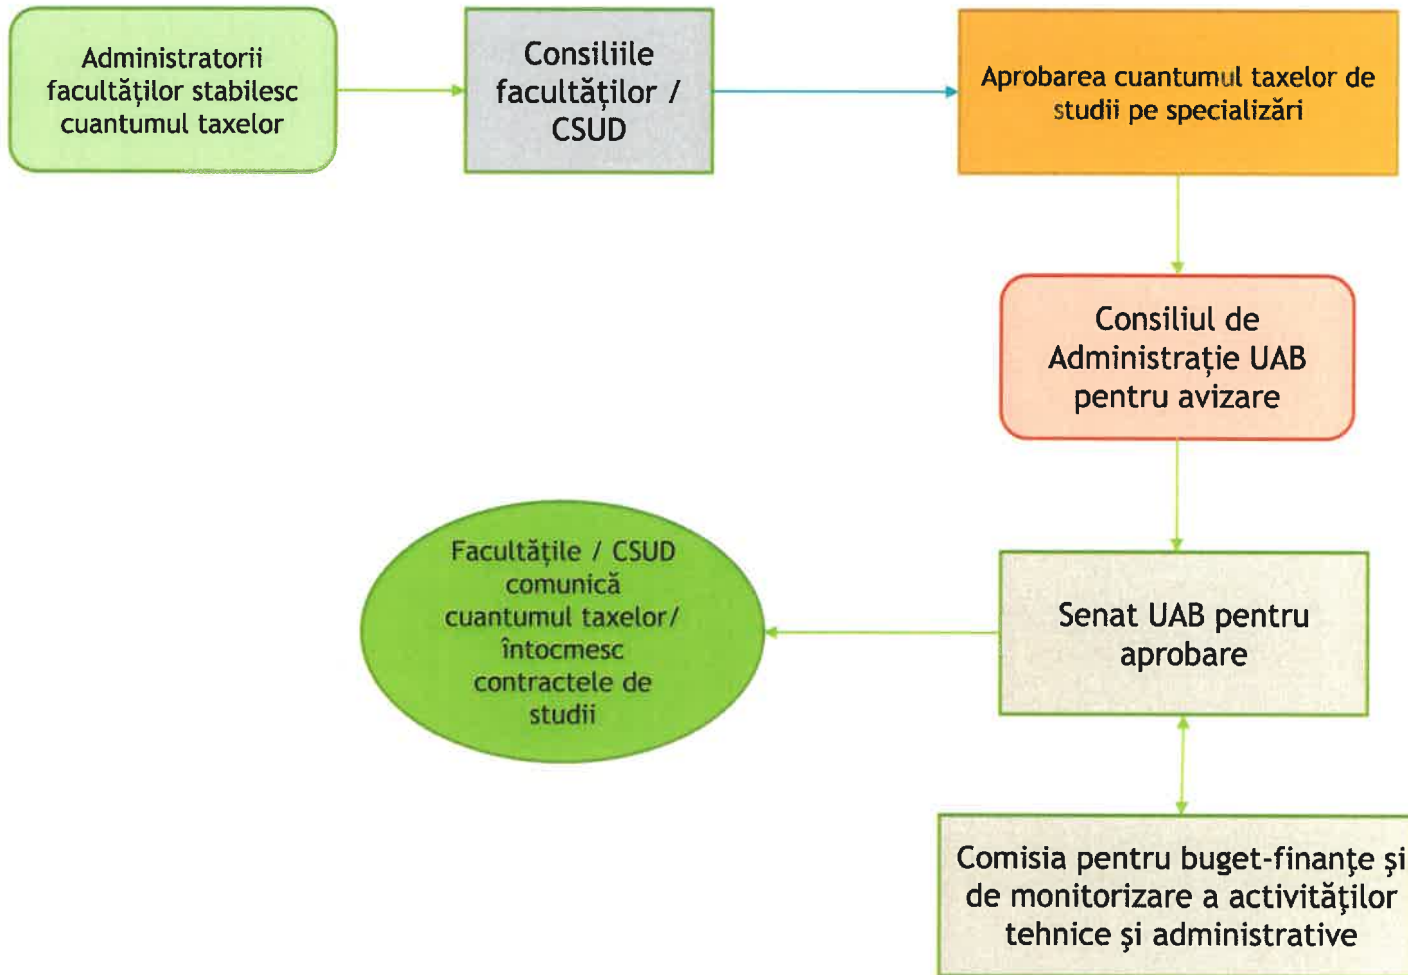 Administratorii
facultăților stabilesc
cuantumul taxelor
Consiliile
facultăților /
CSUD
Aprobarea cuantumul taxelor de
studii pe specializări
Consiliul de
Administrație UAB
pentru avizare
Facultățile / CSUD
comunică
cuantumul taxelor/
întocmesc
contractele de
studii
Senat UAB pentru
aprobare
Comisia pentru buget-finanțe și
de monitorizare a activităților
tehnice și administrative